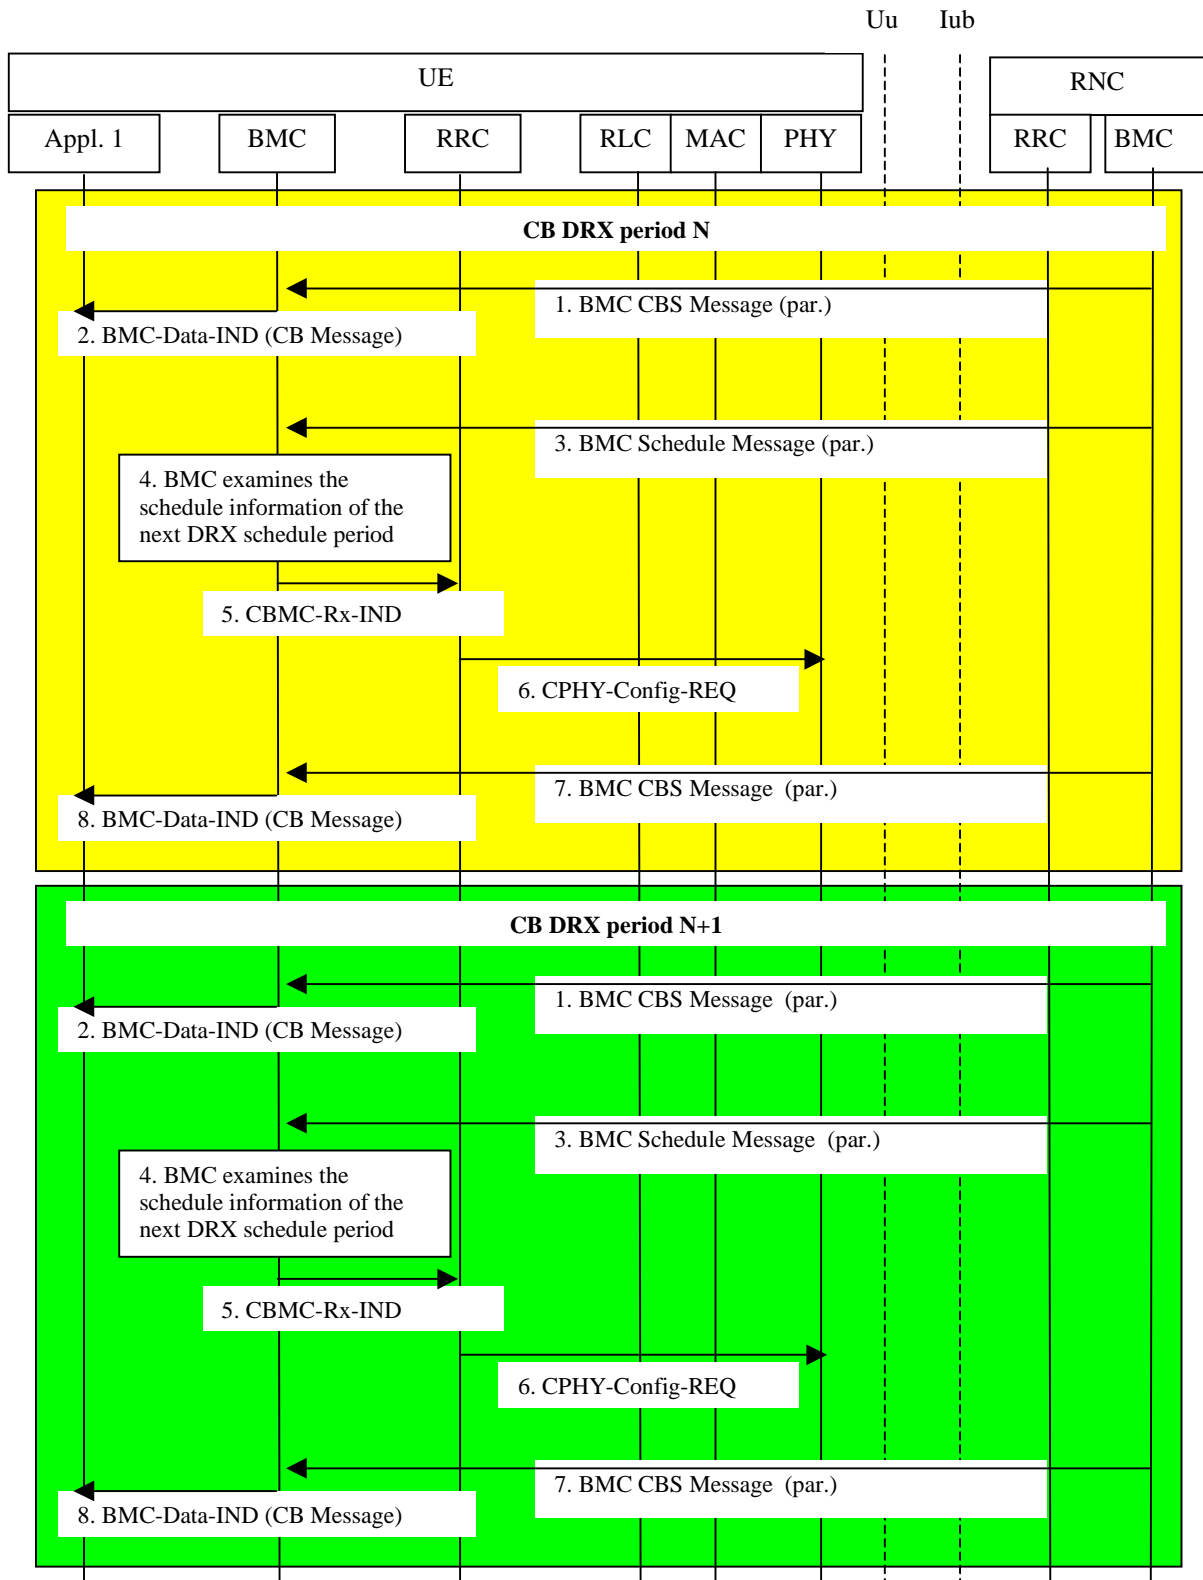 Uu Iub
UE
RNC
Appl. 1 BMC RRC RLC MAC PHY RRC BMC
CB DRX period N
1. BMC CBS Message (par.)
2. BMC-Data-IND (CB Message)
3. BMC Schedule Message (par.)
4. BMC examines the
schedule information of the
next DRX schedule period
5. CBMC-Rx-IND
6. CPHY-Config-REQ
7. BMC CBS Message (par.)
8. BMC-Data-IND (CB Message)
CB DRX period N+1
1. BMC CBS Message (par.)
2. BMC-Data-IND (CB Message)
3. BMC Schedule Message (par.)
4. BMC examines the
schedule information of the
next DRX schedule period
5. CBMC-Rx-IND
6. CPHY-Config-REQ
7. BMC CBS Message (par.)
8. BMC-Data-IND (CB Message)